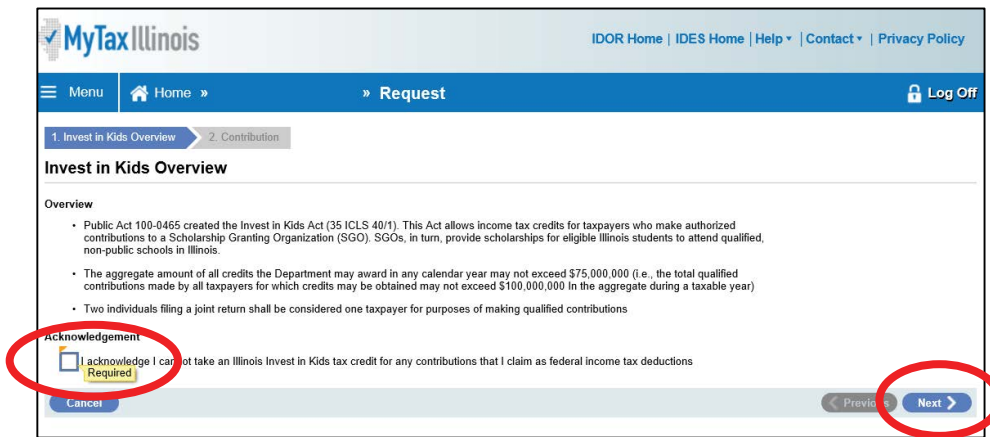 MyTax Illinois
IDOR Home | IDES Home | Help | Contact | Privacy Policy
Menu Home » » Request Log Off
1. Invest in Kids Overview 2. Contribution
Invest in Kids Overview
Overview
• Public Act 100-0465 created the Invest in Kids Act (35 ICLS 40/1). This Act allows income tax credits for taxpayers who make authorized
contributions to a Scholarship Granting Organization (SGO). SGOs, in turn, provide scholarships for eligible Illinois students to attend qualified,
non-public schools in Illinois.
• The aggregate amount of all credits the Department may award in any calendar year may not exceed $75,000,000 (i.e., the total qualified
contributions made by all taxpayers for which credits may be obtained may not exceed $100,000,000 In the aggregate during a taxable year)
• Two individuals filing a joint return shall be considered one taxpayer for purposes of making qualified contributions
Acknowledgement
I acknowledge I cannot take an Illinois Invest in Kids tax credit for any contributions that I claim as federal income tax deductions
Required
Cancel Previous Next